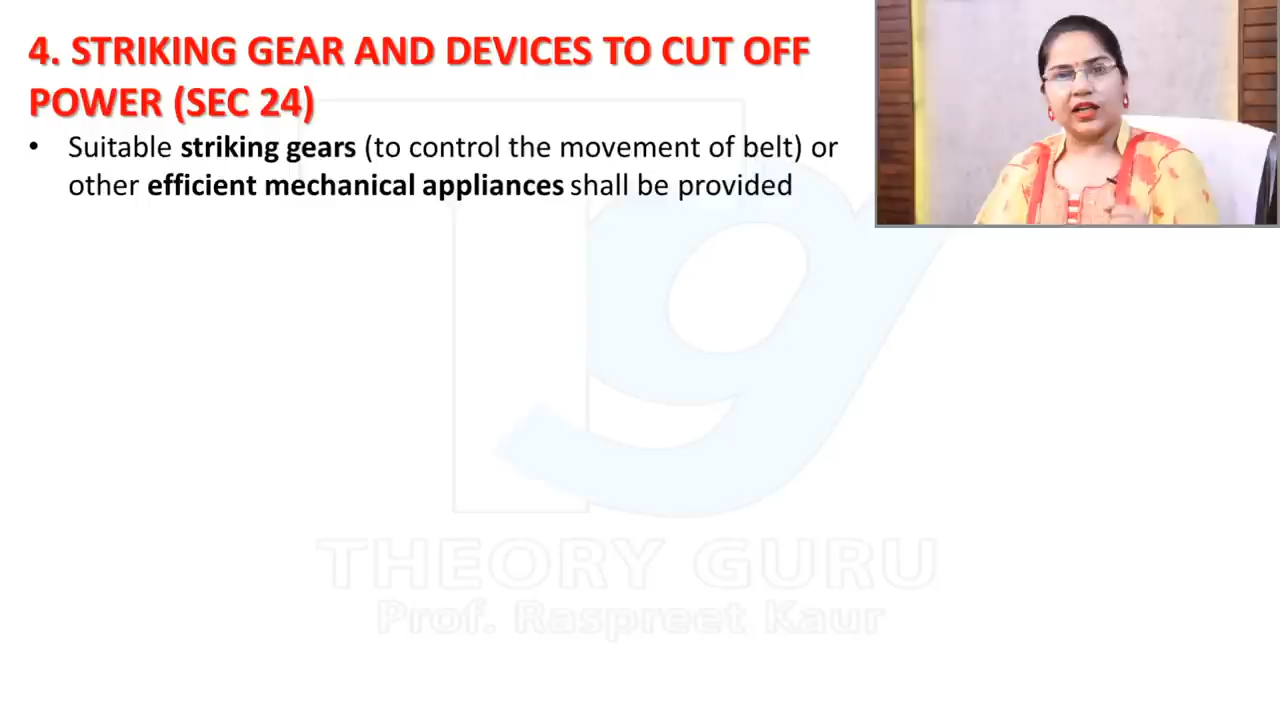 4. STRIKING GEAR AND DEVICES TO CUT OFF
POWER (SEC 24)
• Suitable striking gears (to control the movement of belt) or
other efficient mechanical appliances shall be provided
Tg
THEORY GURU
Prof. Raspreet Kaur